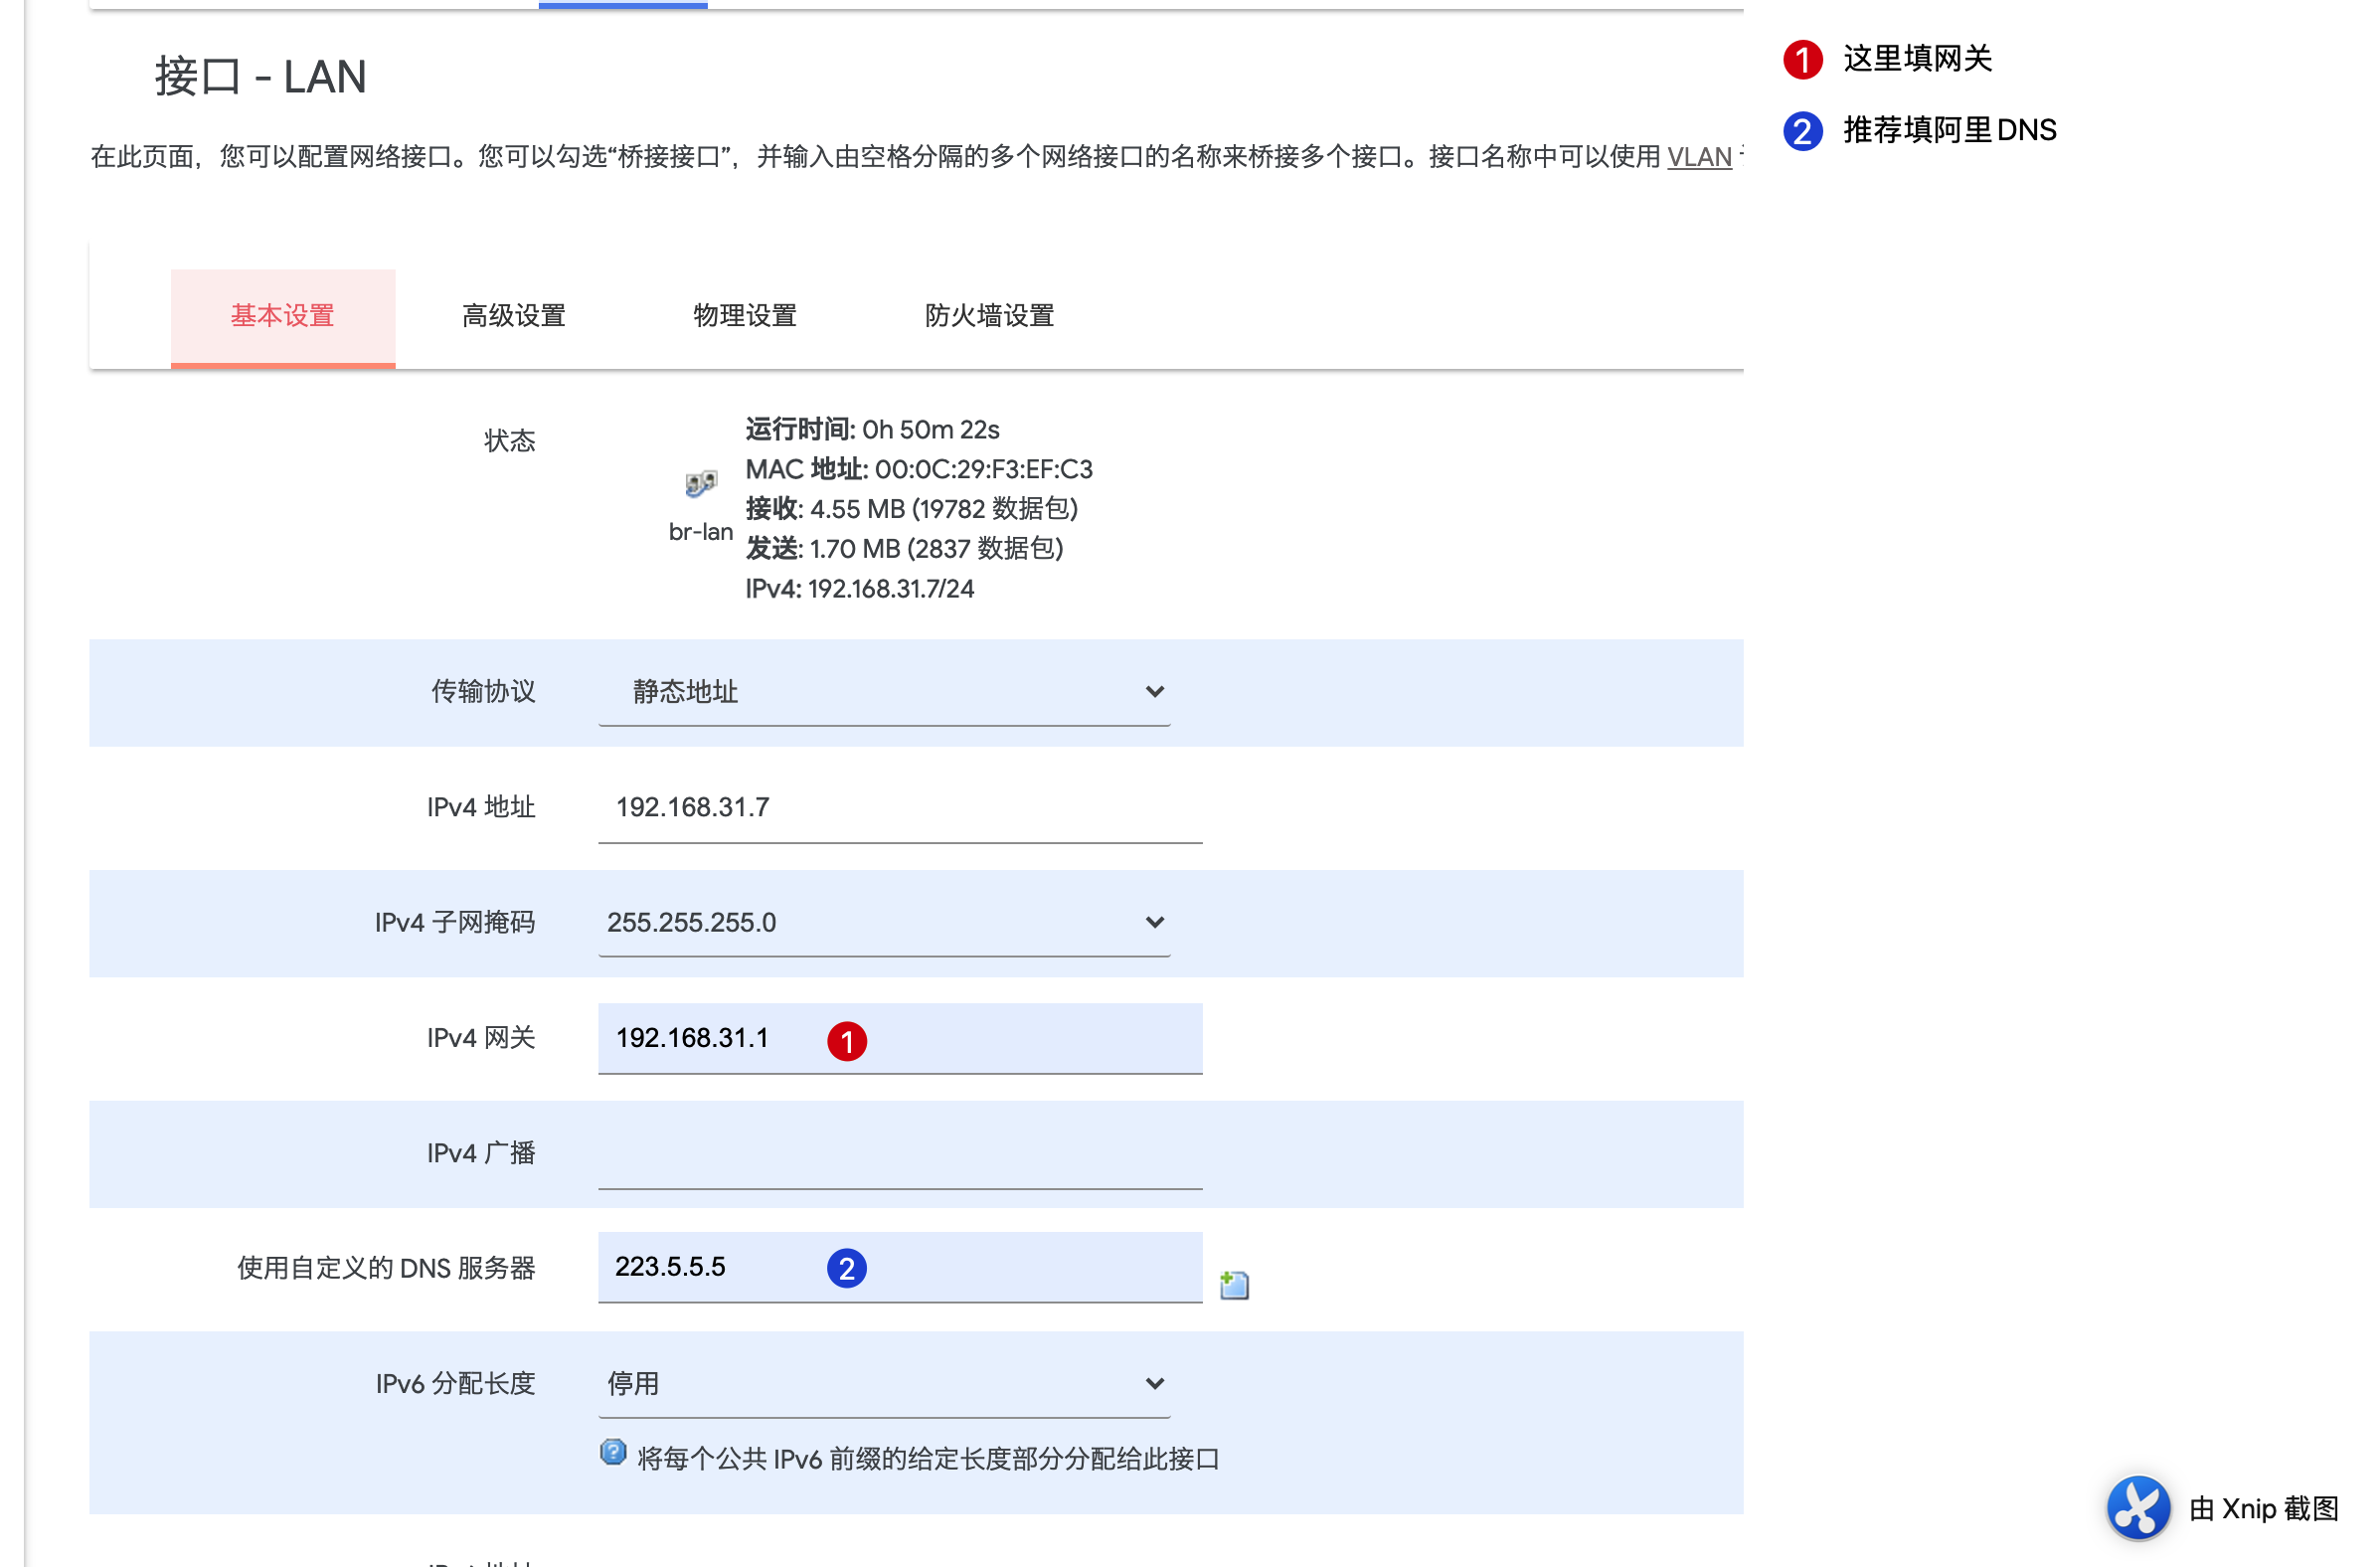 接口 - LAN
在此页面，您可以配置网络接口。您可以勾选“桥接接口”，并输入由空格分隔的多个网络接口的名称来桥接多个接口。接口名称中可以使用 VLAN
基本设置 高级设置 物理设置 防火墙设置
状态
br-lan
运行时间: 0h 50m 22s
MAC 地址: 00:0C:29:F3:EF:C3
接收: 4.55 MB (19782 数据包)
发送: 1.70 MB (2837 数据包)
IPv4: 192.168.31.7/24
传输协议 静态地址
IPv4 地址 192.168.31.7
IPv4 子网掩码 255.255.255.0
IPv4 网关 192.168.31.1 1
IPv4 广播
使用自定义的 DNS 服务器 223.5.5.5 2
IPv6 分配长度 停用
将每个公共 IPv6 前缀的给定长度部分分配给此接口
1 这里填网关
2 推荐填阿里DNS
由 Xnip 截图